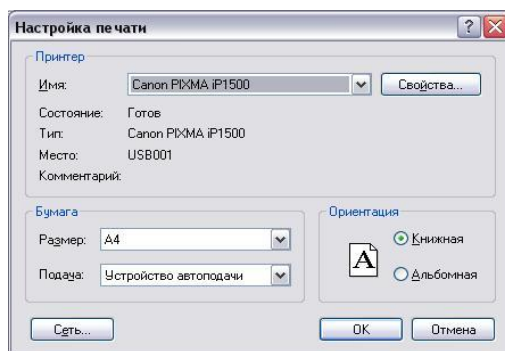 Настройка печати
Принтер
Имя: Canon PIXMA iP1500 Свойства...
Состояние: Готов
Тип: Canon PIXMA iP1500
Место: USB001
Комментарий:
Бумага
Размер: A4
Подача: Устройство автоподачи
Ориентация
A
Книжная
Альбомная
Сеть... OK Отмена